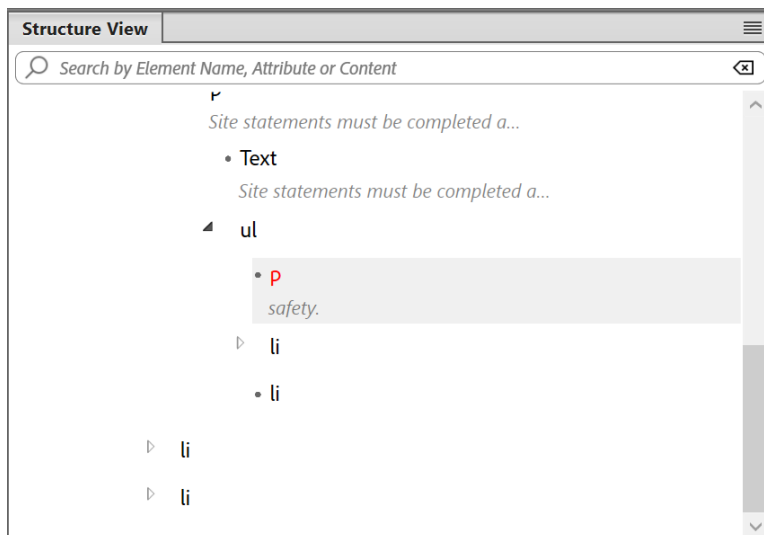 Structure View
Search by Element Name, Attribute or Content
p
Site statements must be completed a...
Text
Site statements must be completed a...
ul
p
safety.
li
li
li
li